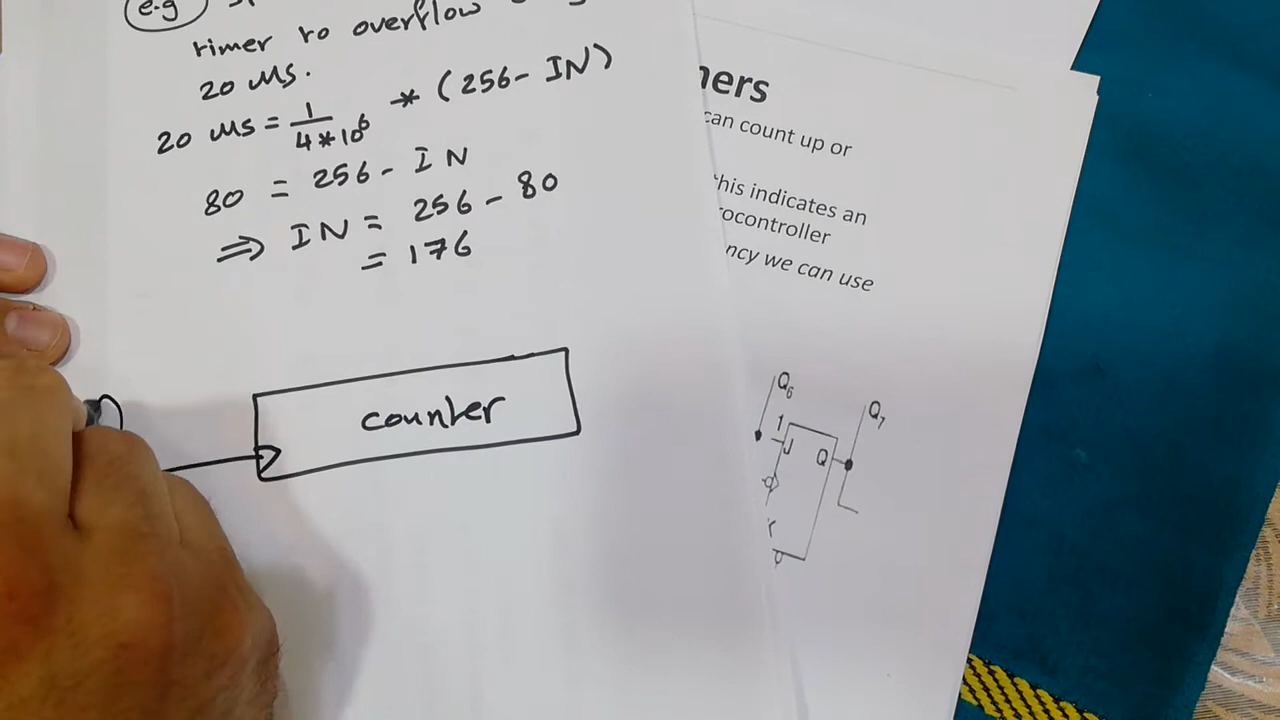 e.g
timer to overflow
20 Ms.
20 Ms = 1/4*10^6 * (256 - IN)
80 = 256 - IN
⇒ IN = 256 - 80
= 176
counter
ners
can count up or
this indicates an
rocontroller
ncy we can use
Q6
Q7
1
J
Q